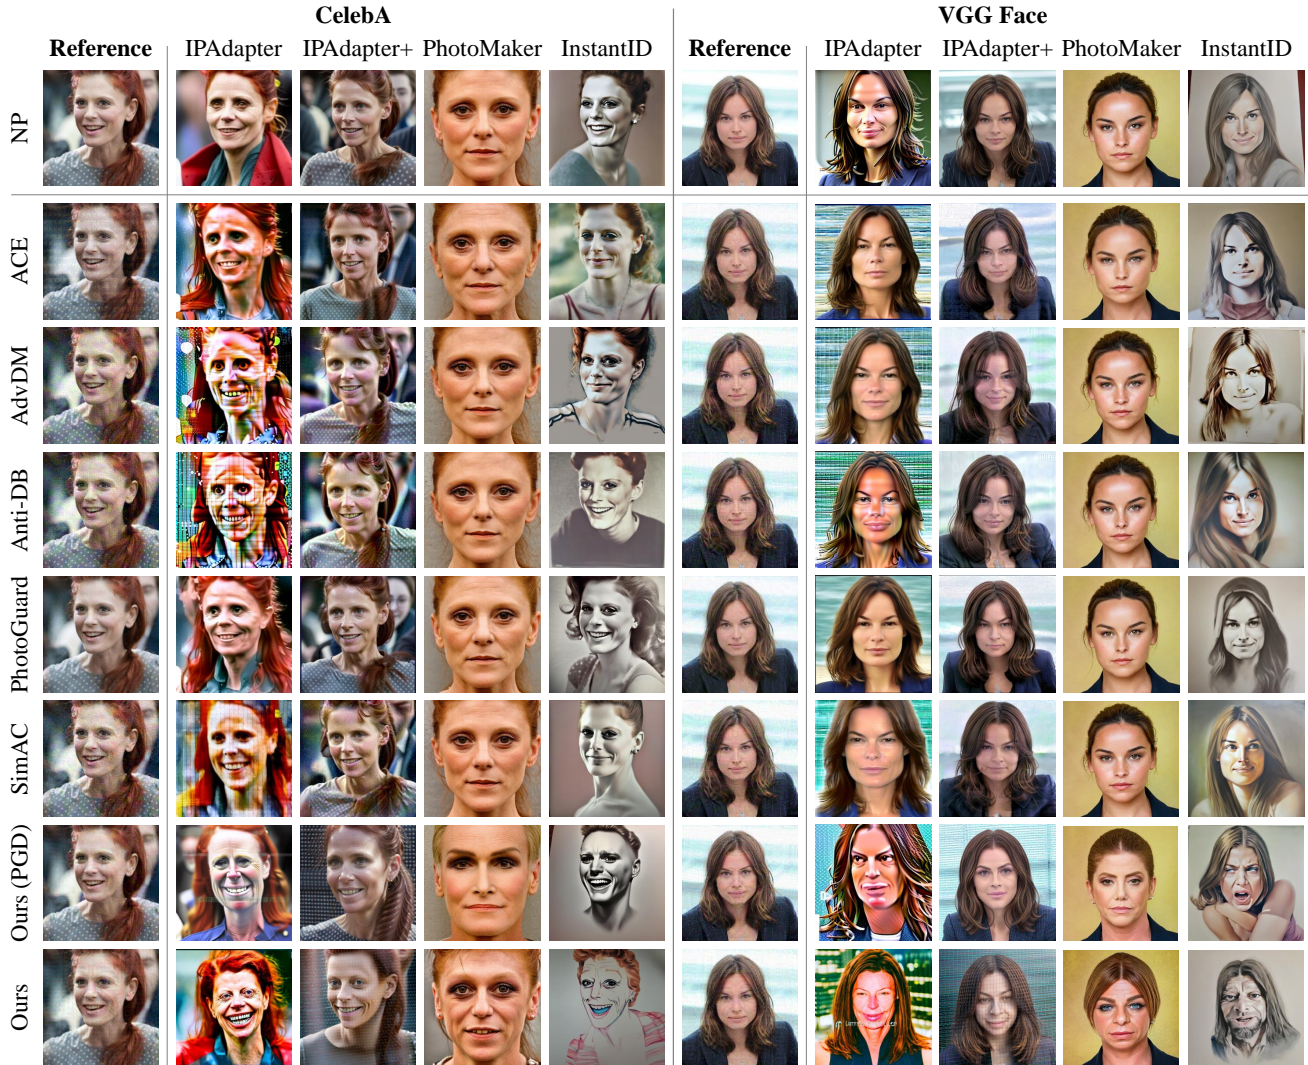 CelebA
VGG Face
Reference IPAdapter IPAdapter+ PhotoMaker InstantID
Reference IPAdapter IPAdapter+ PhotoMaker InstantID
NP
ACE
AdvDM
Anti-DB
PhotoGuard
SimAC
Ours (PGD)
Ours